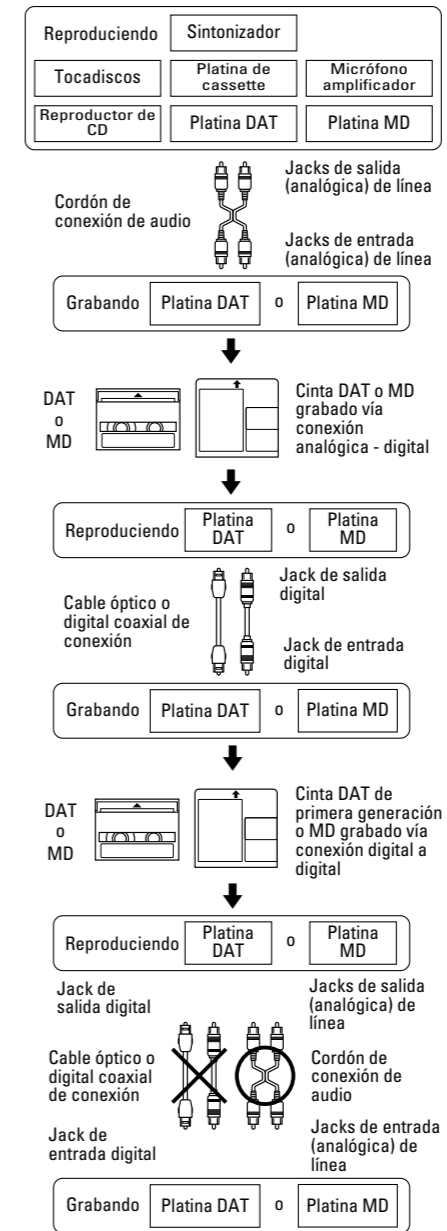 Reproduciendo
Sintonizador
Tocadiscos
Platina de
cassette
Micrófono
amplificador
Reproductor de
CD
Platina DAT
Platina MD
Cordón de
conexión de audio
Jacks de salida
(analógica) de línea
Jacks de entrada
(analógica) de línea
Grabando
Platina DAT
o
Platina MD
DAT
o
MD
Cinta DAT o MD
grabado vía
conexión
analógica - digital
Reproduciendo
Platina
DAT
o
Platina
MD
Cable óptico o
digital coaxial de
conexión
Jack de salida
digital
Jack de entrada
digital
Grabando
Platina DAT
o
Platina MD
DAT
o
MD
Cinta DAT de
primera generación
o MD grabado vía
conexión digital a
digital
Reproduciendo
Platina
DAT
o
Platina
MD
Jack de
salida digital
Cable óptico o
digital coaxial
de conexión
Jack de
entrada digital
Jacks de salida
(analógica) de
línea
Cordón de
conexión de
audio
Jacks de entrada
(analógica) de
línea
Grabando
Platina DAT
o
Platina MD